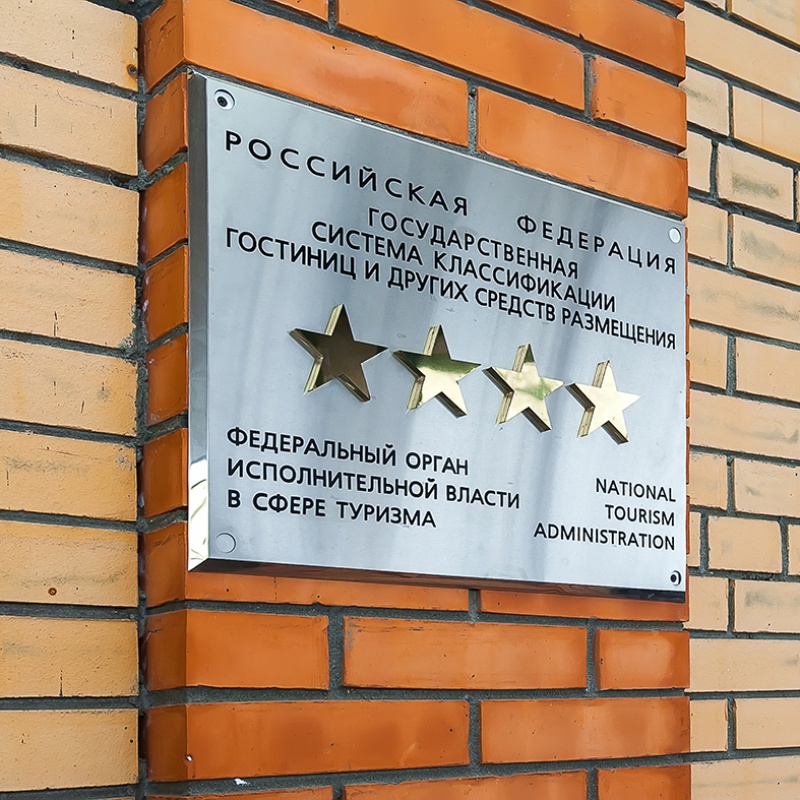 РОССИЙСКАЯ ФЕДЕРАЦИЯ
ГОСУДАРСТВЕННАЯ
СИСТЕМА КЛАССИФИКАЦИИ
ГОСТИНИЦ И ДРУГИХ СРЕДСТВ РАЗМЕЩЕНИЯ
ФЕДЕРАЛЬНЫЙ ОРГАН
ИСПОЛНИТЕЛЬНОЙ ВЛАСТИ
В СФЕРЕ ТУРИЗМА
NATIONAL
TOURISM
ADMINISTRATION